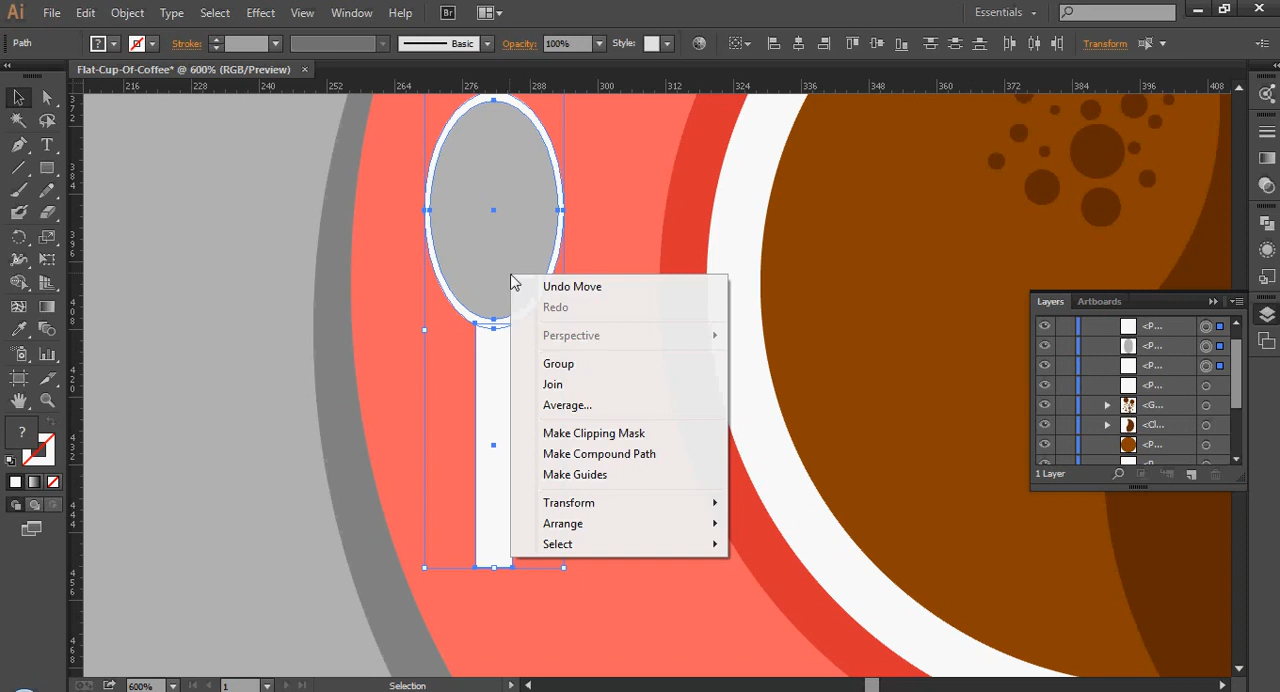 Ai File Edit Object Type Select Effect View Window Help Br Essentials
Path ? Stroke: Basic Opacity: 100% Style: Transform
Flat-Cup-Of-Coffee* @ 600% (RGB/Preview) ×
216 228 240 252 264 276 288 300 312 324 336 348 360 372 384 396 408
Layers Artboards
Undo Move
Redo
Perspective
Group
Join
Average...
Make Clipping Mask
Make Compound Path
Make Guides
Transform
Arrange
Select
<P...
<P...
<P...
<P...
<G...
<Cl...
<P...
1 Layer
?
600% 1 Selection